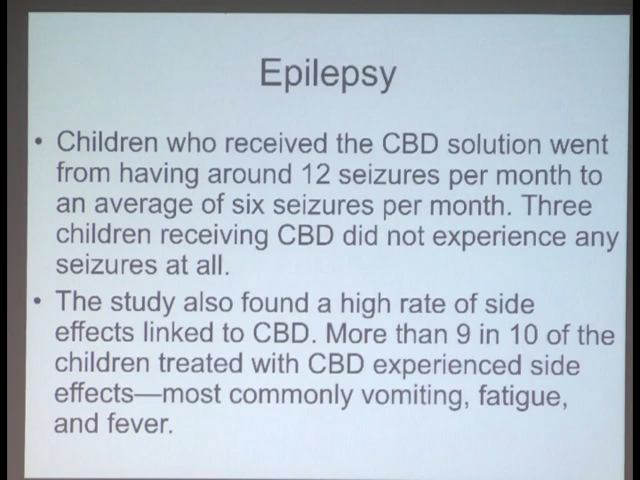 Epilepsy
• Children who received the CBD solution went
from having around 12 seizures per month to
an average of six seizures per month. Three
children receiving CBD did not experience any
seizures at all.
• The study also found a high rate of side
effects linked to CBD. More than 9 in 10 of the
children treated with CBD experienced side
effects—most commonly vomiting, fatigue,
and fever.